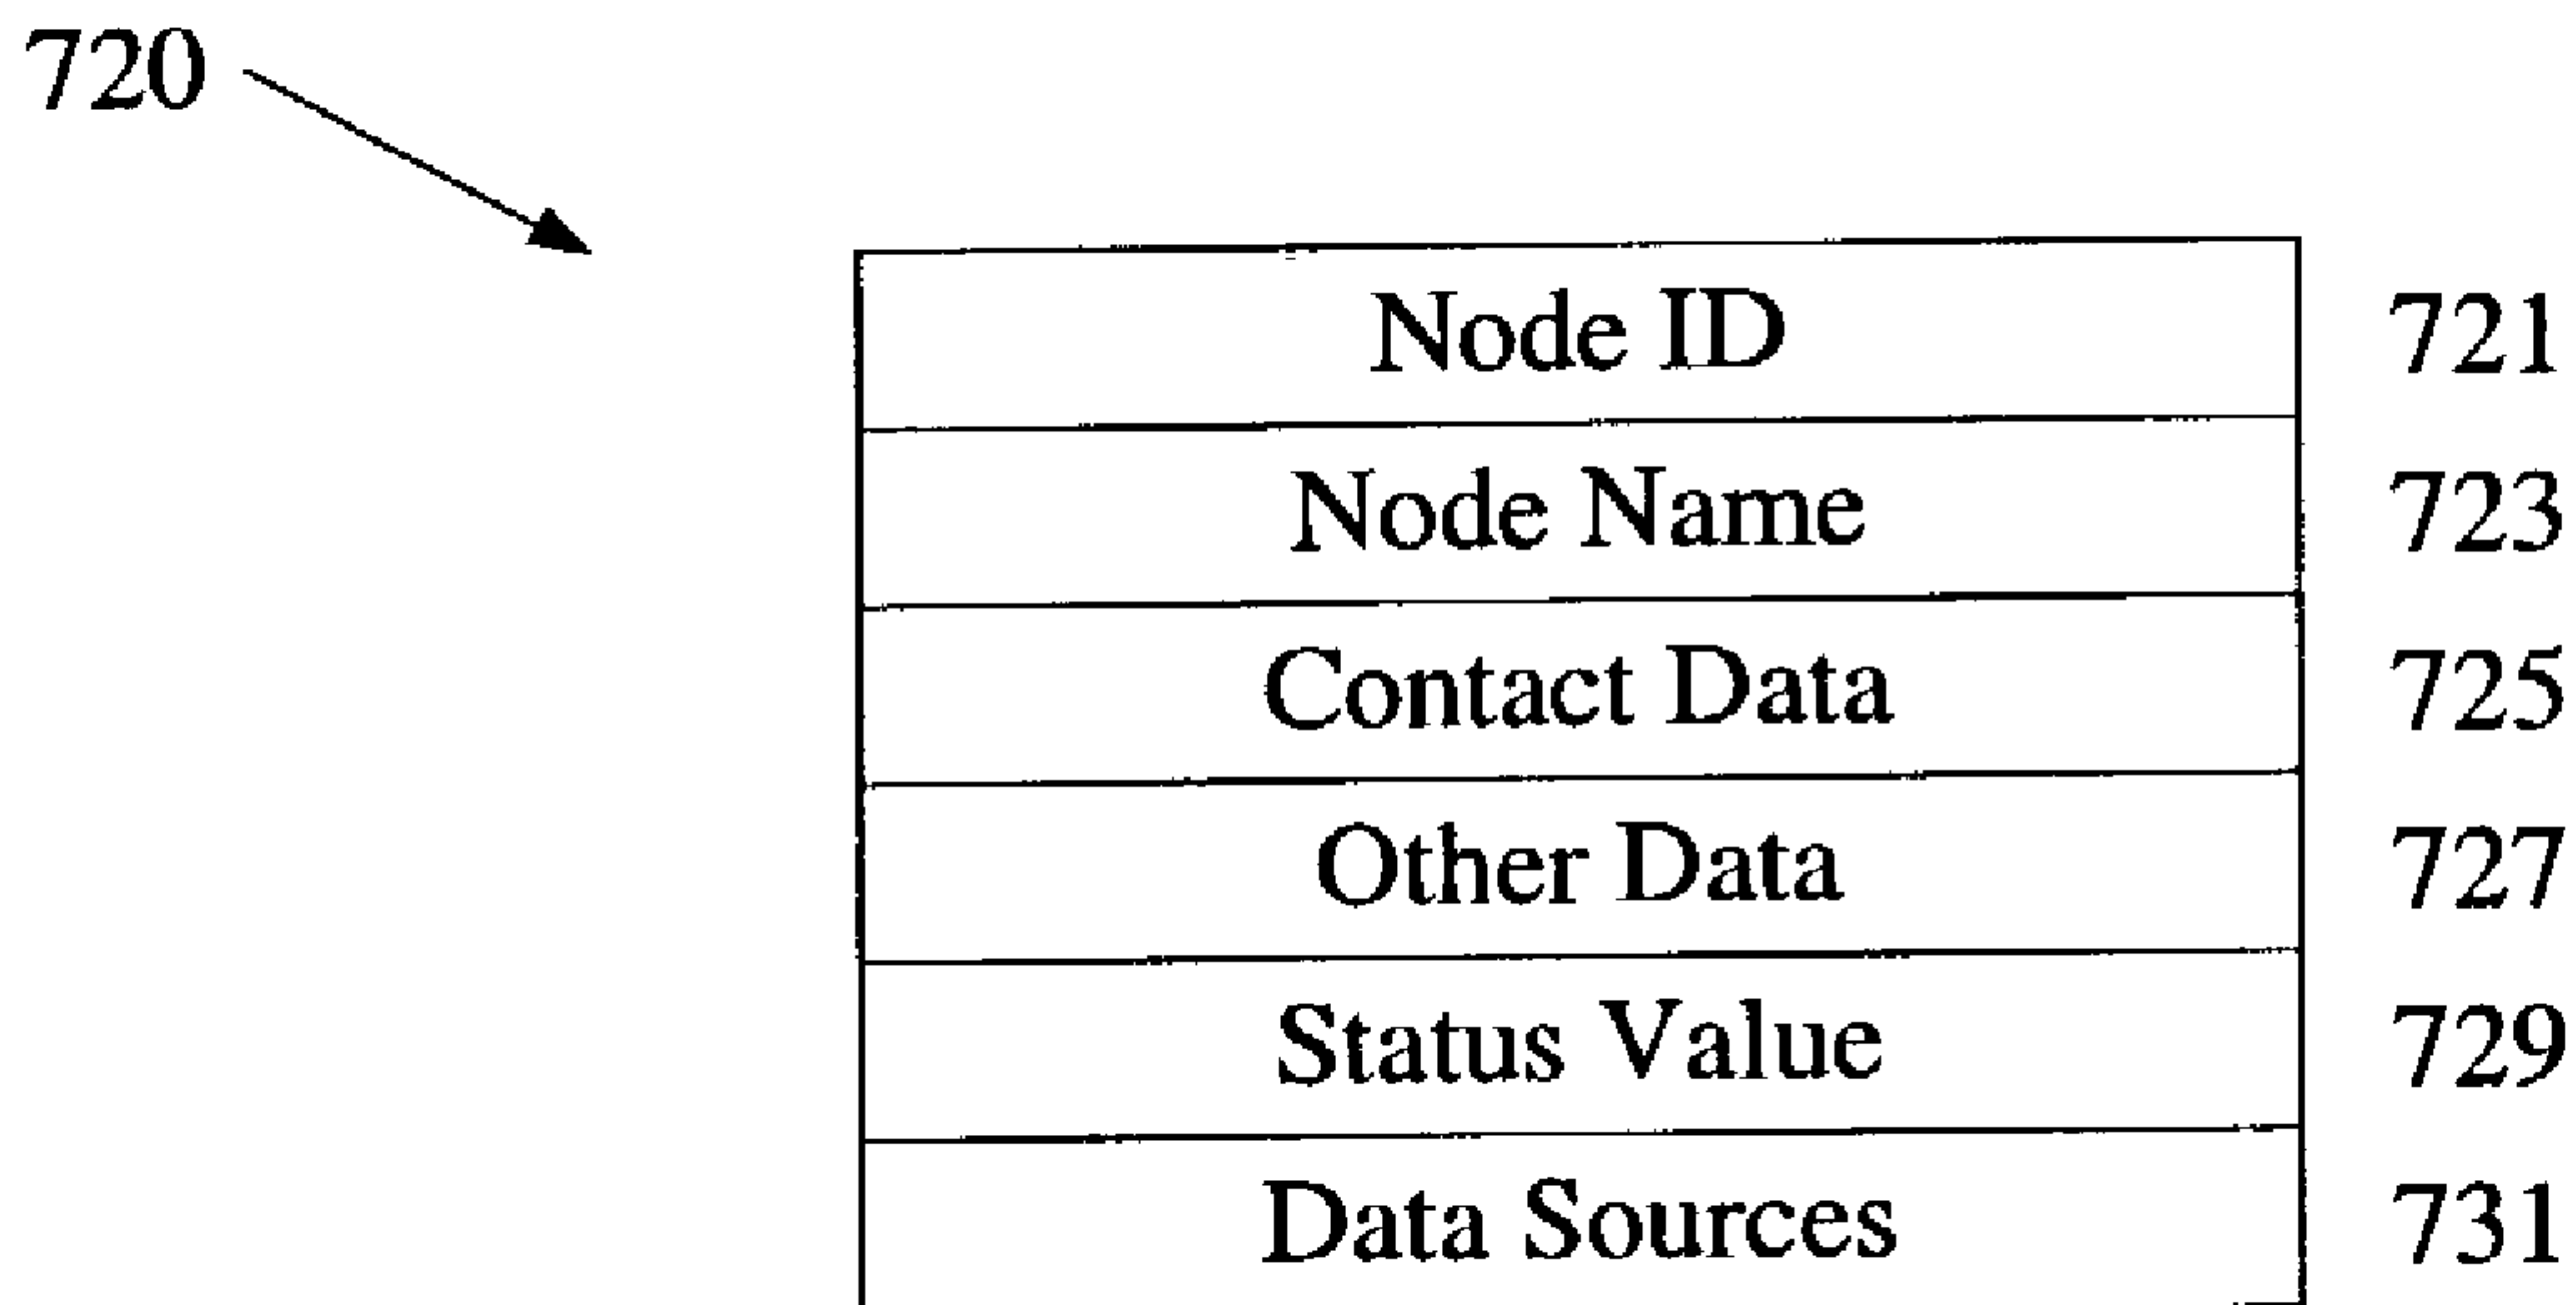 720
Node ID 721
Node Name 723
Contact Data 725
Other Data 727
Status Value 729
Data Sources 731